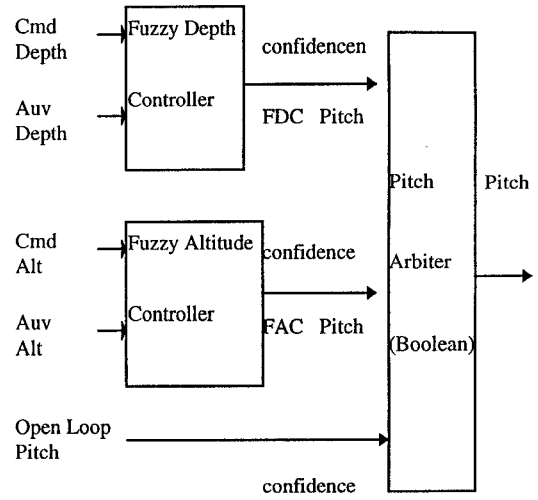 Cmd
Depth
Fuzzy Depth
confidencen
Auv
Depth
Controller
FDC Pitch
Pitch
Pitch
Cmd
Alt
Fuzzy Altitude
confidence
Arbiter
Auv
Alt
Controller
FAC Pitch
(Boolean)
Open Loop
Pitch
confidence